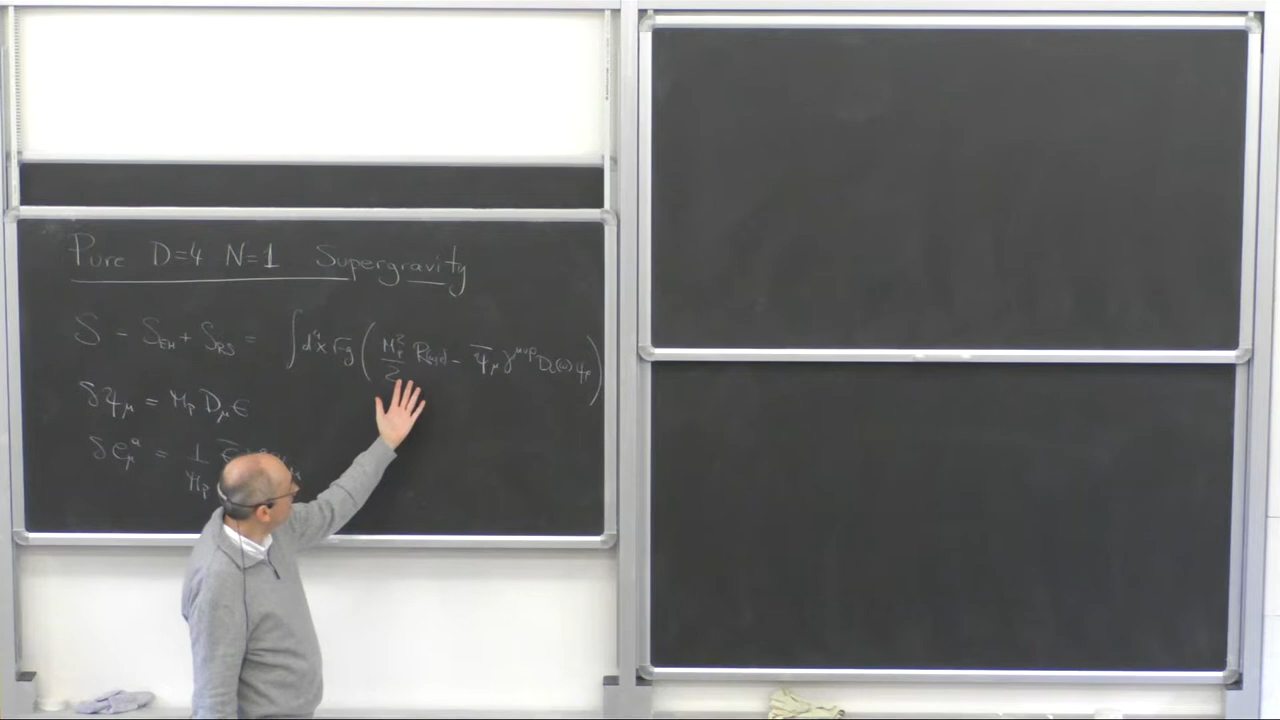 Pure D=4 N=1 Supergravity
S = S_EH + S_RS = ∫ d⁴x √-g ( M_P²/2 R - ψ̄_μ γ^{μνρ} D_ν(ω) ψ_ρ )
δψ_μ = M_P D_μ ε
δe_μ^a = 1/M_P